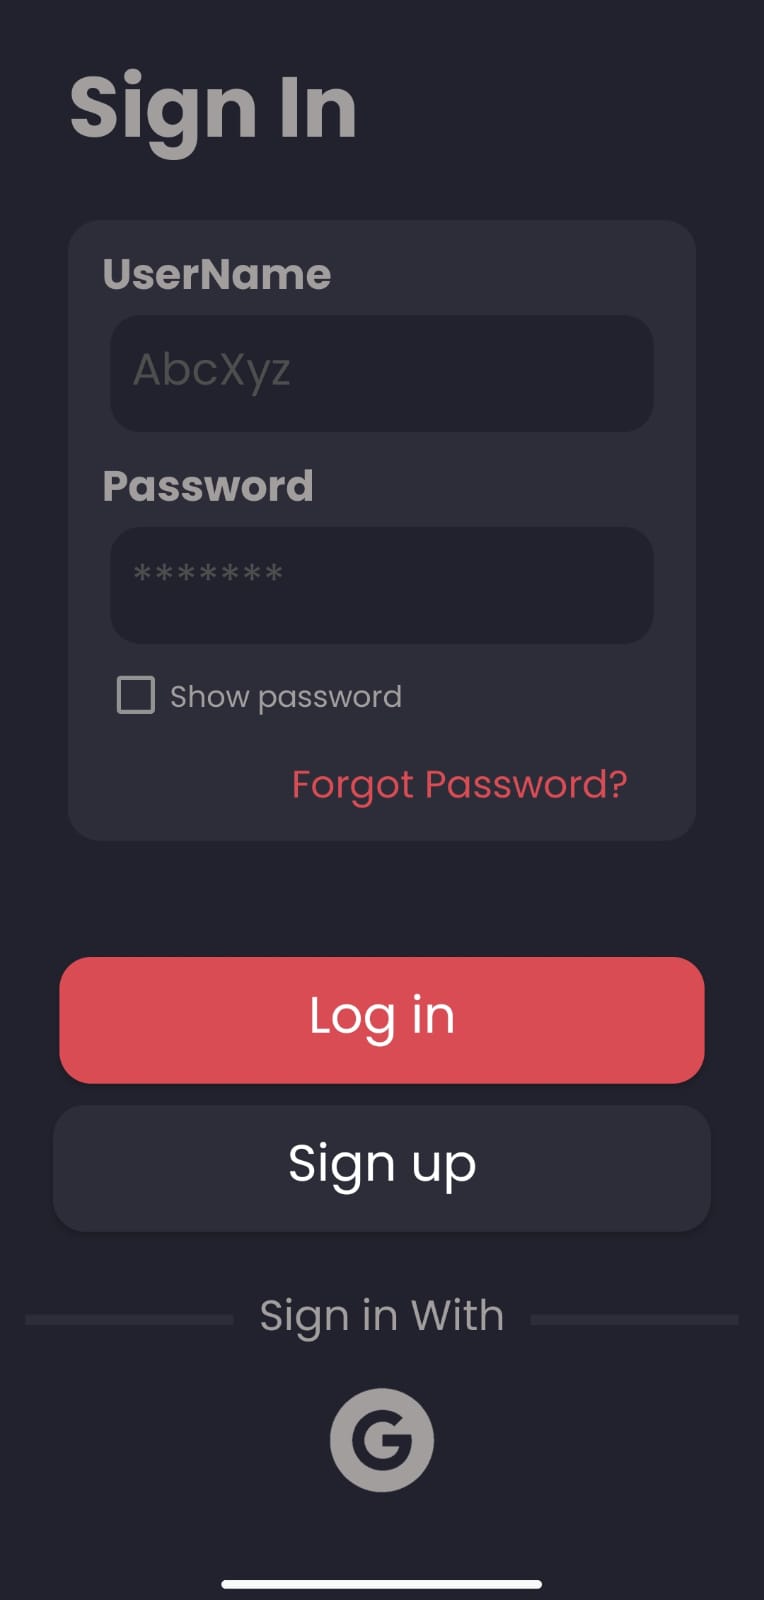 Sign In
UserName
AbcXyz
Password
*******
Show password
Forgot Password?
Log in
Sign up
Sign in With
G